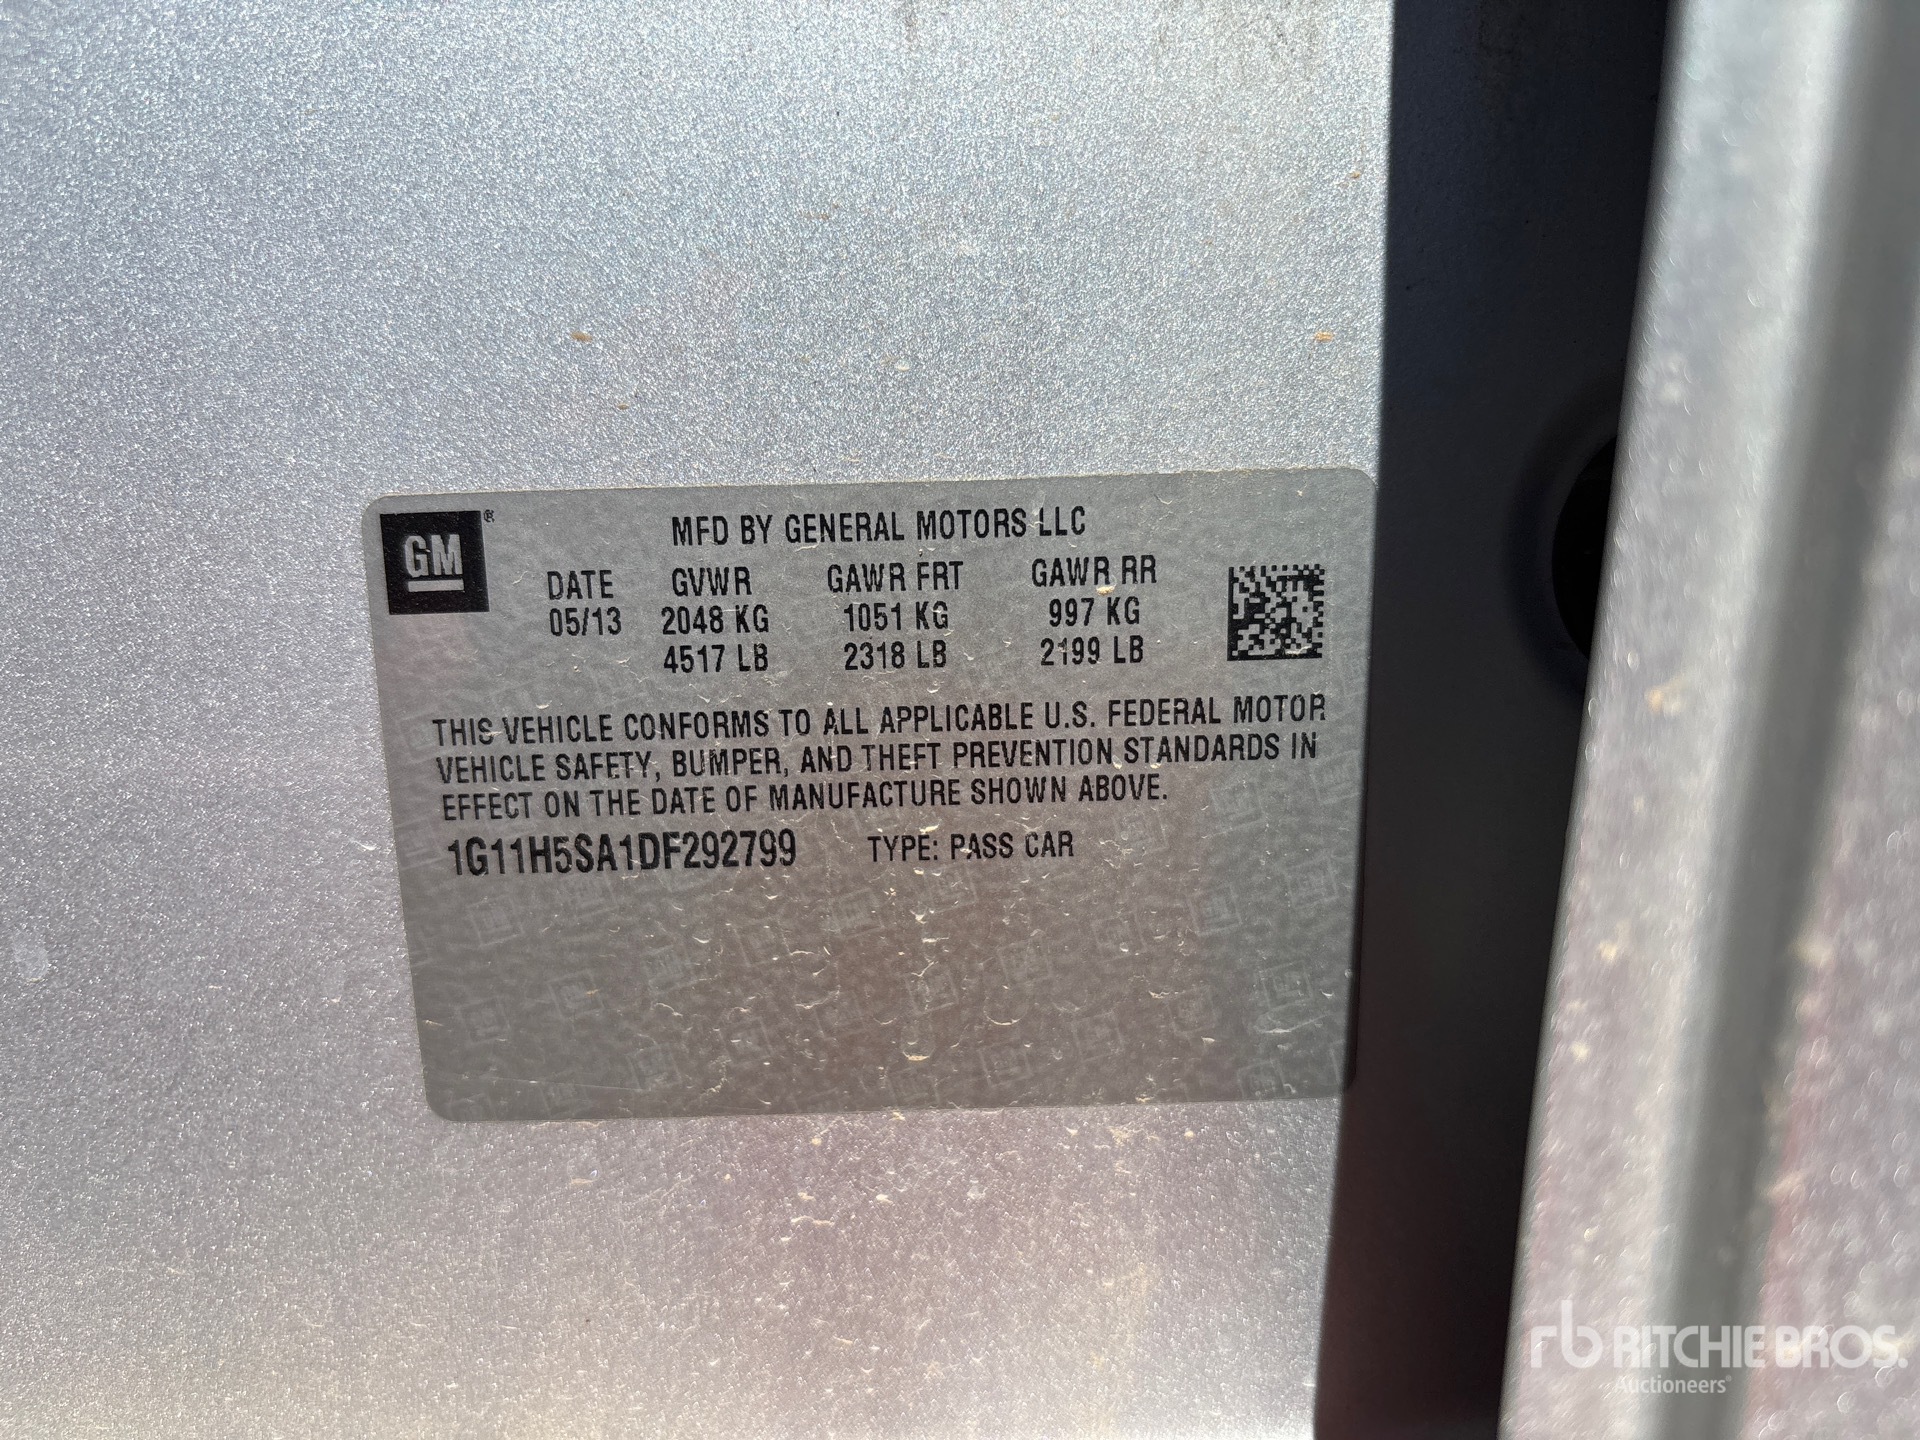 GM ®
MFD BY GENERAL MOTORS LLC
DATE GVWR GAWR FRT GAWR RR
05/13 2048 KG 1051 KG 997 KG
4517 LB 2318 LB 2199 LB
THIS VEHICLE CONFORMS TO ALL APPLICABLE U.S. FEDERAL MOTOR
VEHICLE SAFETY, BUMPER, AND THEFT PREVENTION STANDARDS IN
EFFECT ON THE DATE OF MANUFACTURE SHOWN ABOVE.
1G11H5SA1DF292799 TYPE: PASS CAR
rb RITCHIE BROS.
Auctioneers®